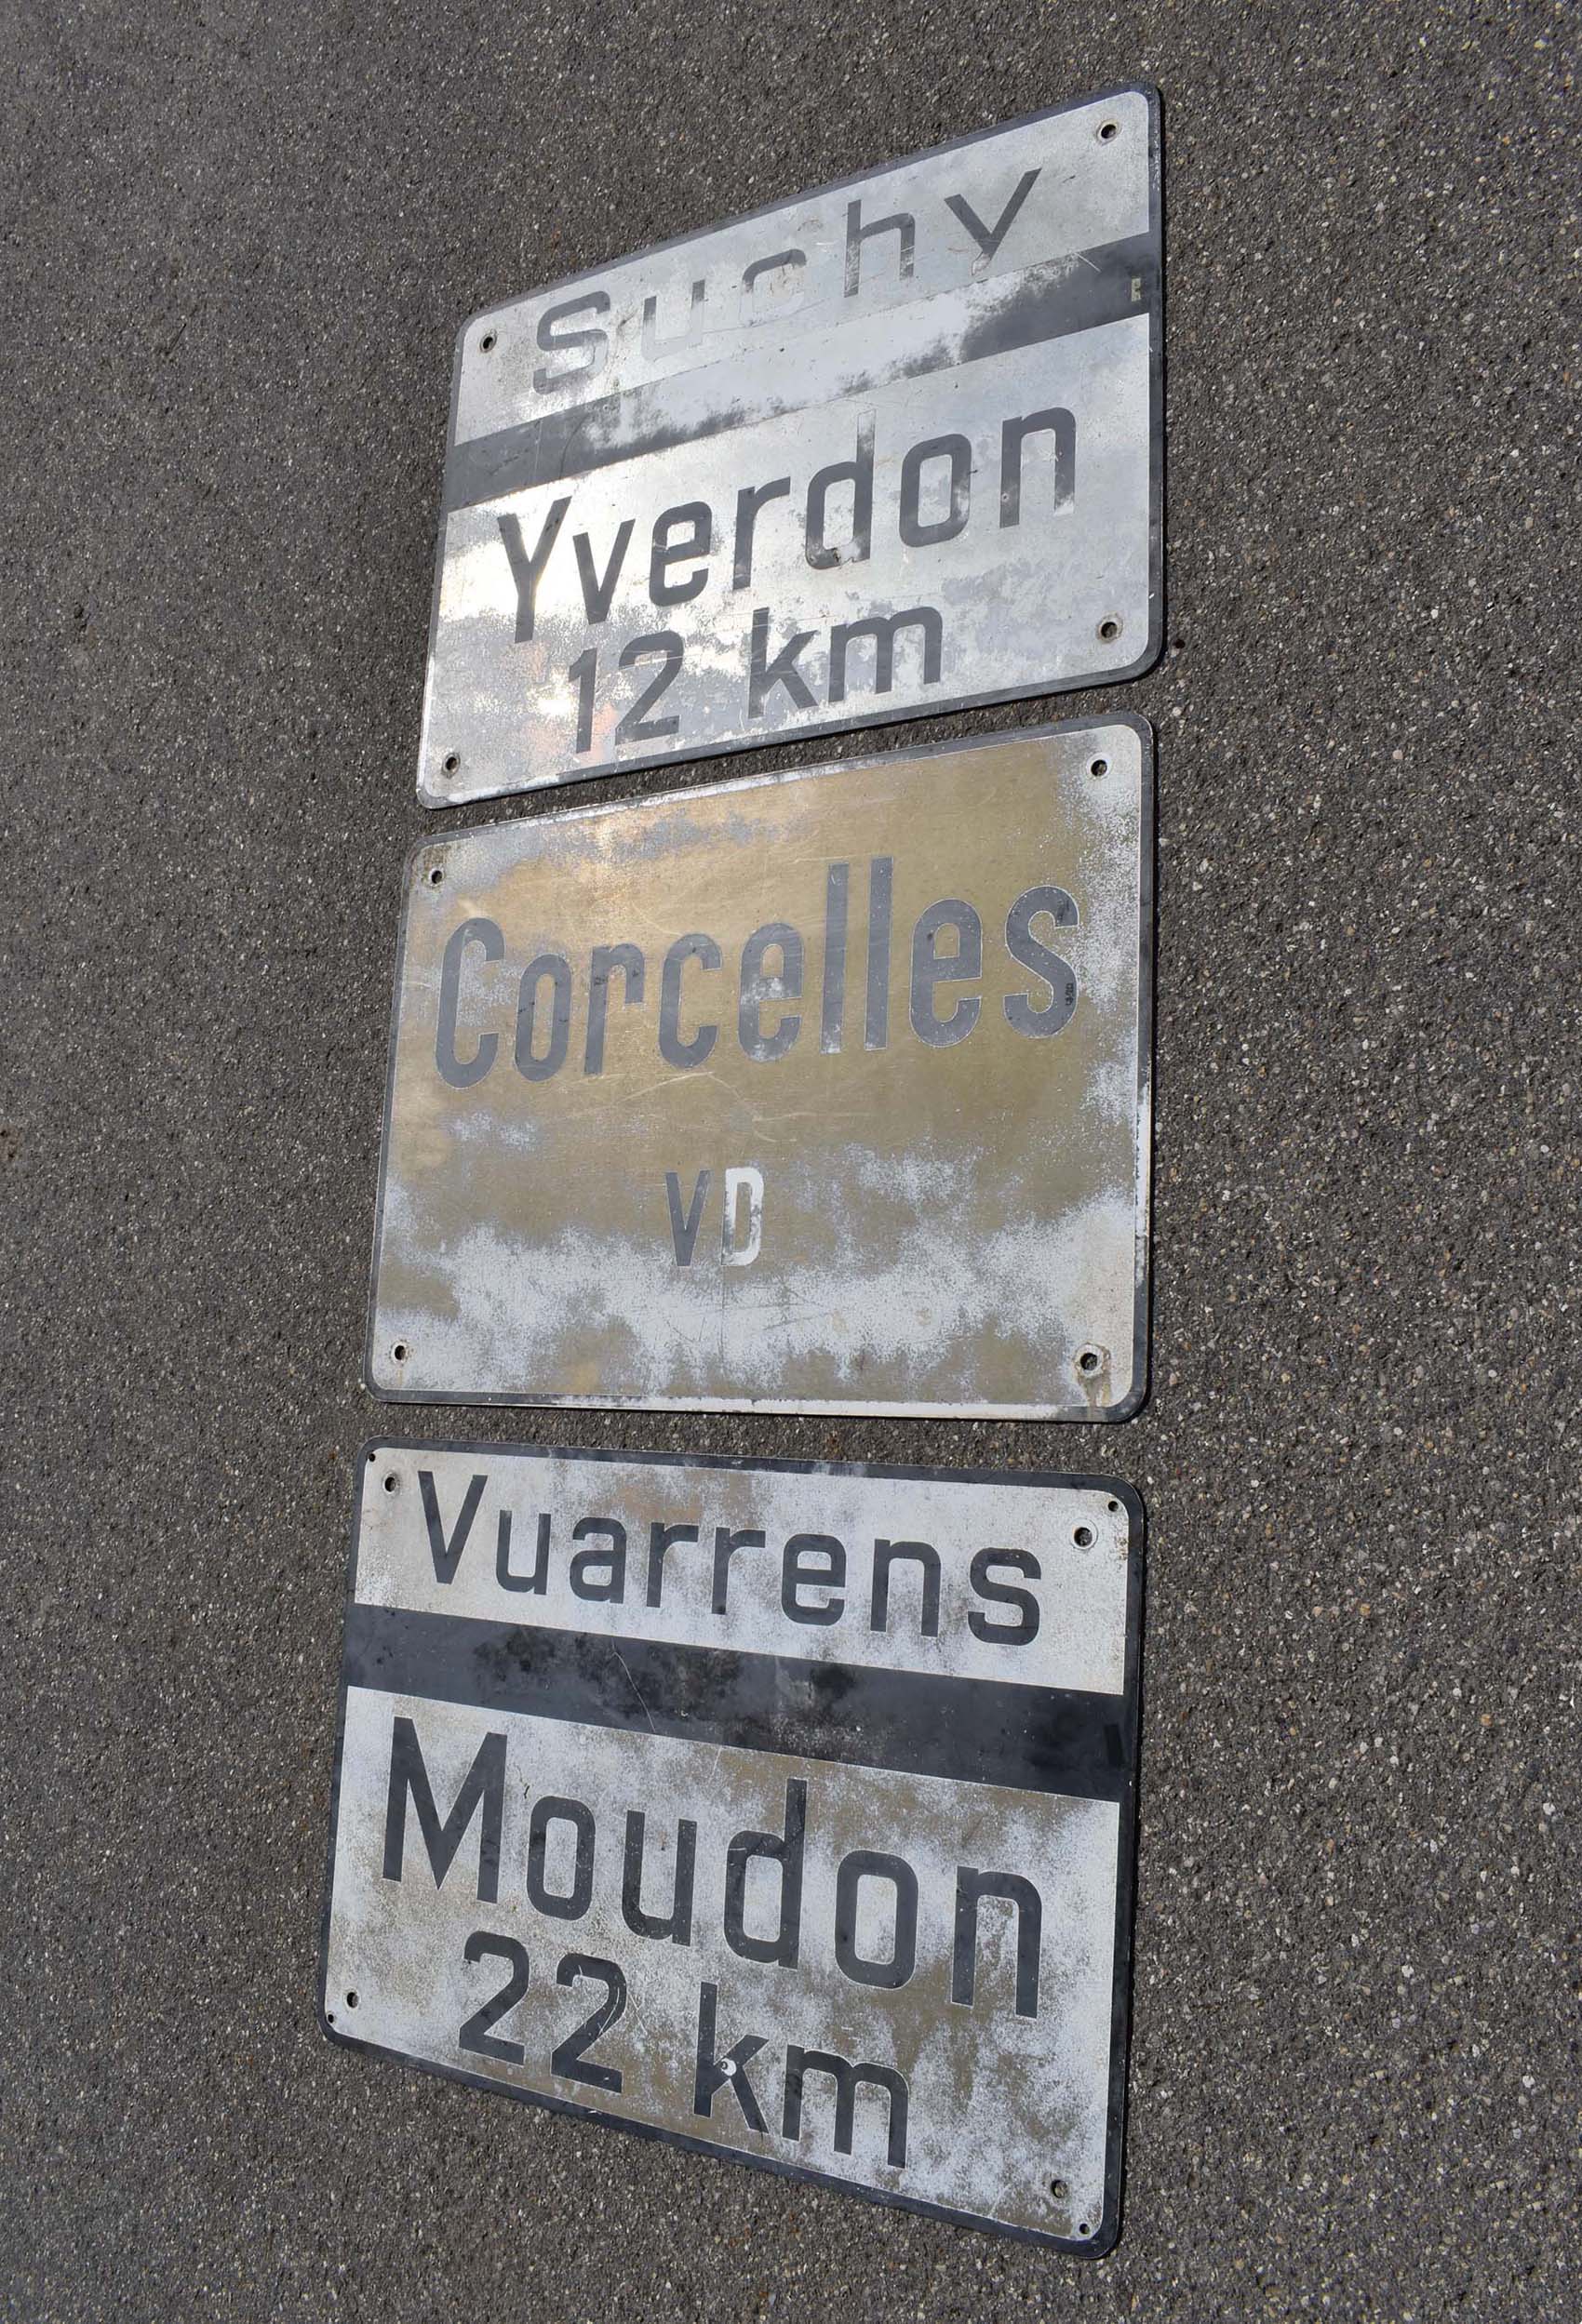 Suchy
Yverdon
12 km
Corcelles
VD
Vuarrens
Moudon
22 km